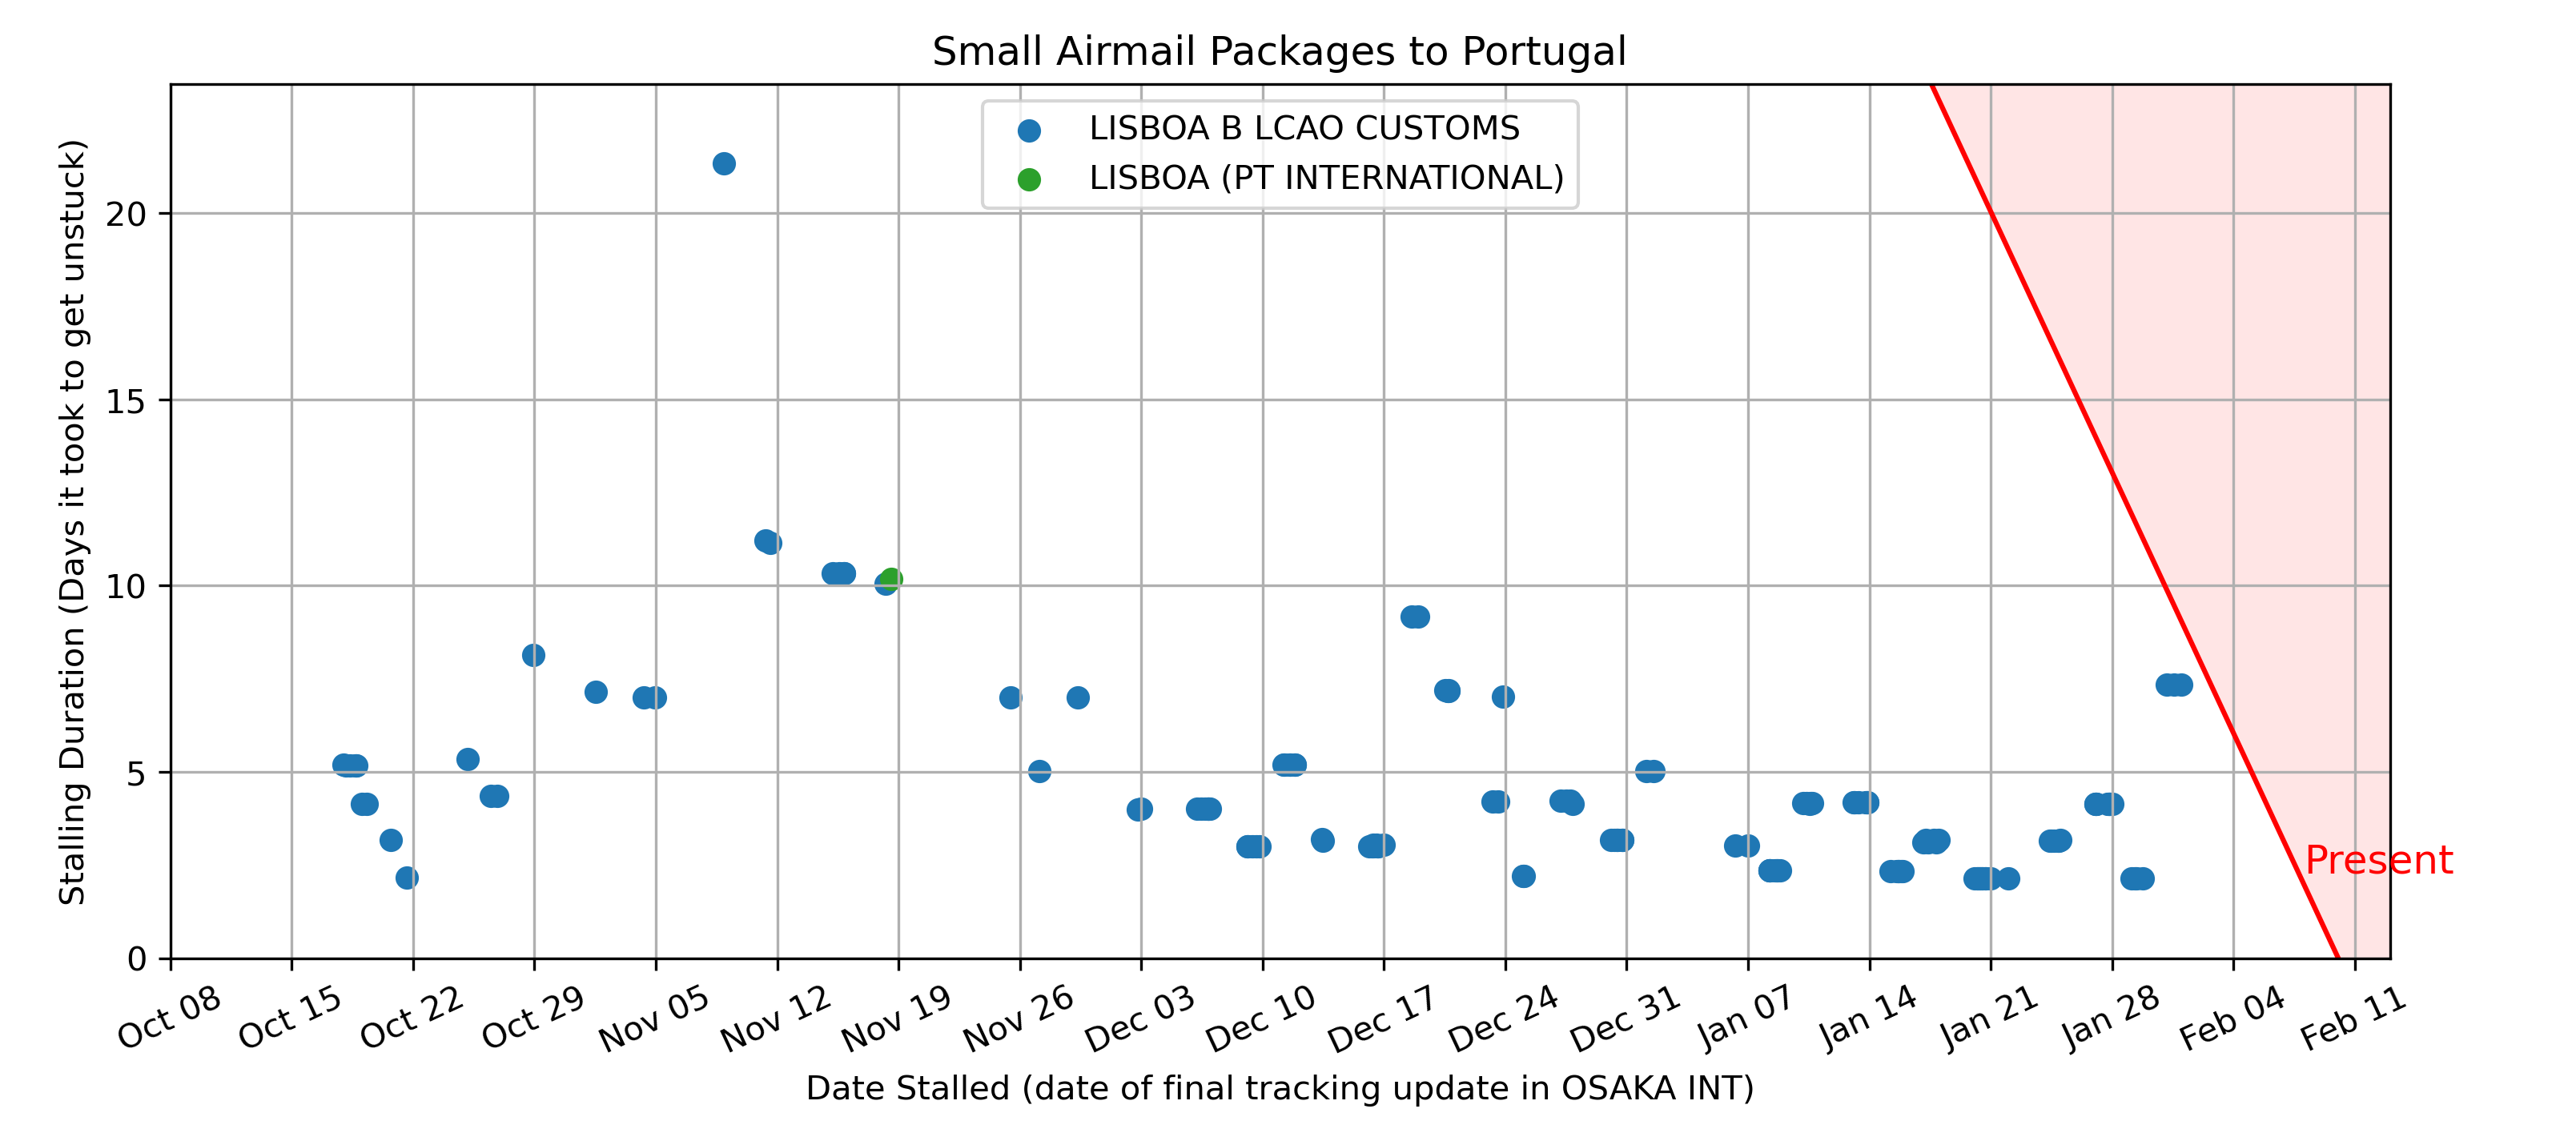 Small Airmail Packages to Portugal
LISBOA B LCAO CUSTOMS
LISBOA (PT INTERNATIONAL)
Stalling Duration (Days it took to get unstuck)
20
15
10
5
0
Present
Oct 08
Oct 15
Oct 22
Oct 29
Nov 05
Nov 12
Nov 19
Nov 26
Dec 03
Dec 10
Dec 17
Dec 24
Dec 31
Jan 07
Jan 14
Jan 21
Jan 28
Feb 04
Feb 11
Date Stalled (date of final tracking update in OSAKA INT)